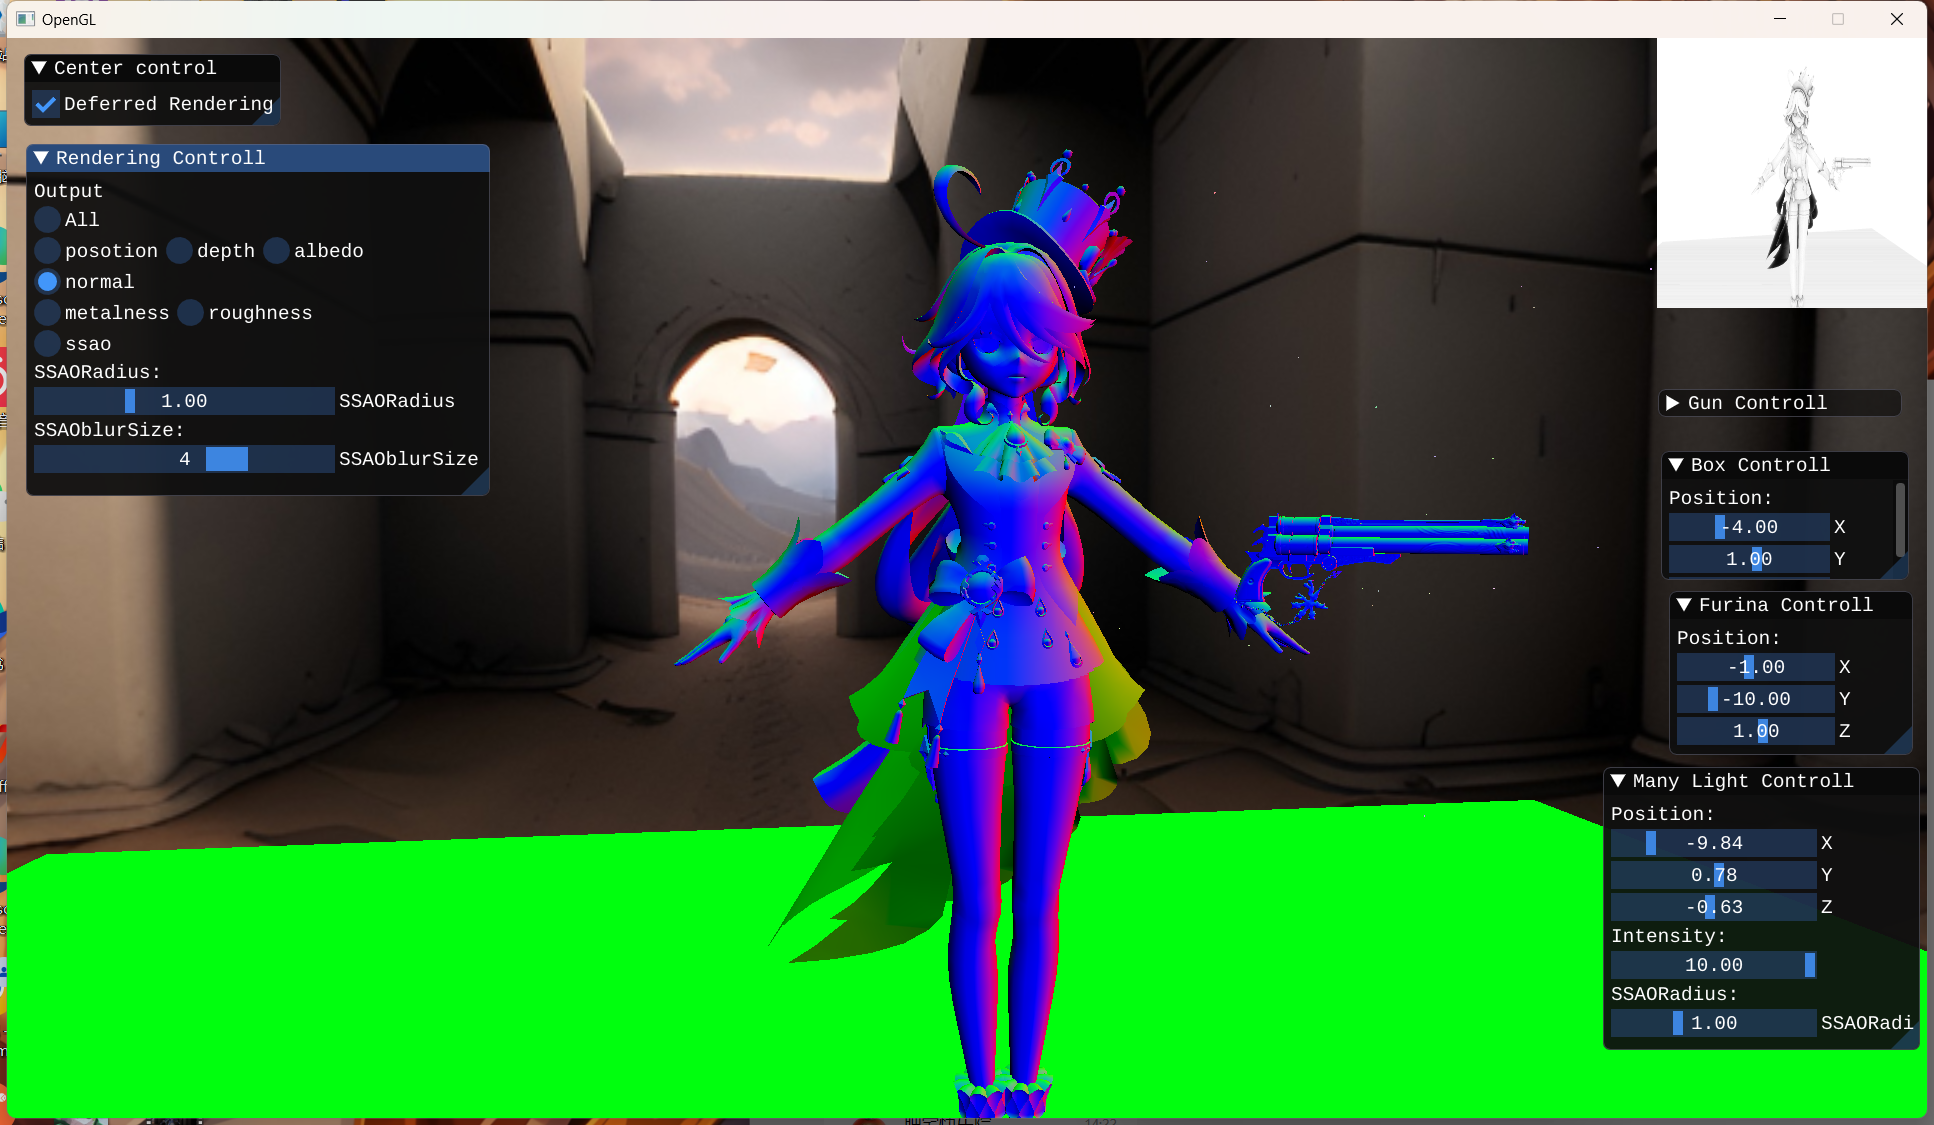 OpenGL
Center control
Deferred Rendering
Rendering Controll
Output
All
posotion depth albedo
normal
metalness roughness
ssao
SSAORadius:
1.00 SSAORadius
SSAOblurSize:
4 SSAOblurSize
Gun Controll
Box Controll
Position:
-4.00 X
1.00 Y
Furina Controll
Position:
-1.00 X
-10.00 Y
1.00 Z
Many Light Controll
Position:
-9.84 X
0.78 Y
-0.63 Z
Intensity:
10.00
SSAORadius:
1.00 SSAORadi